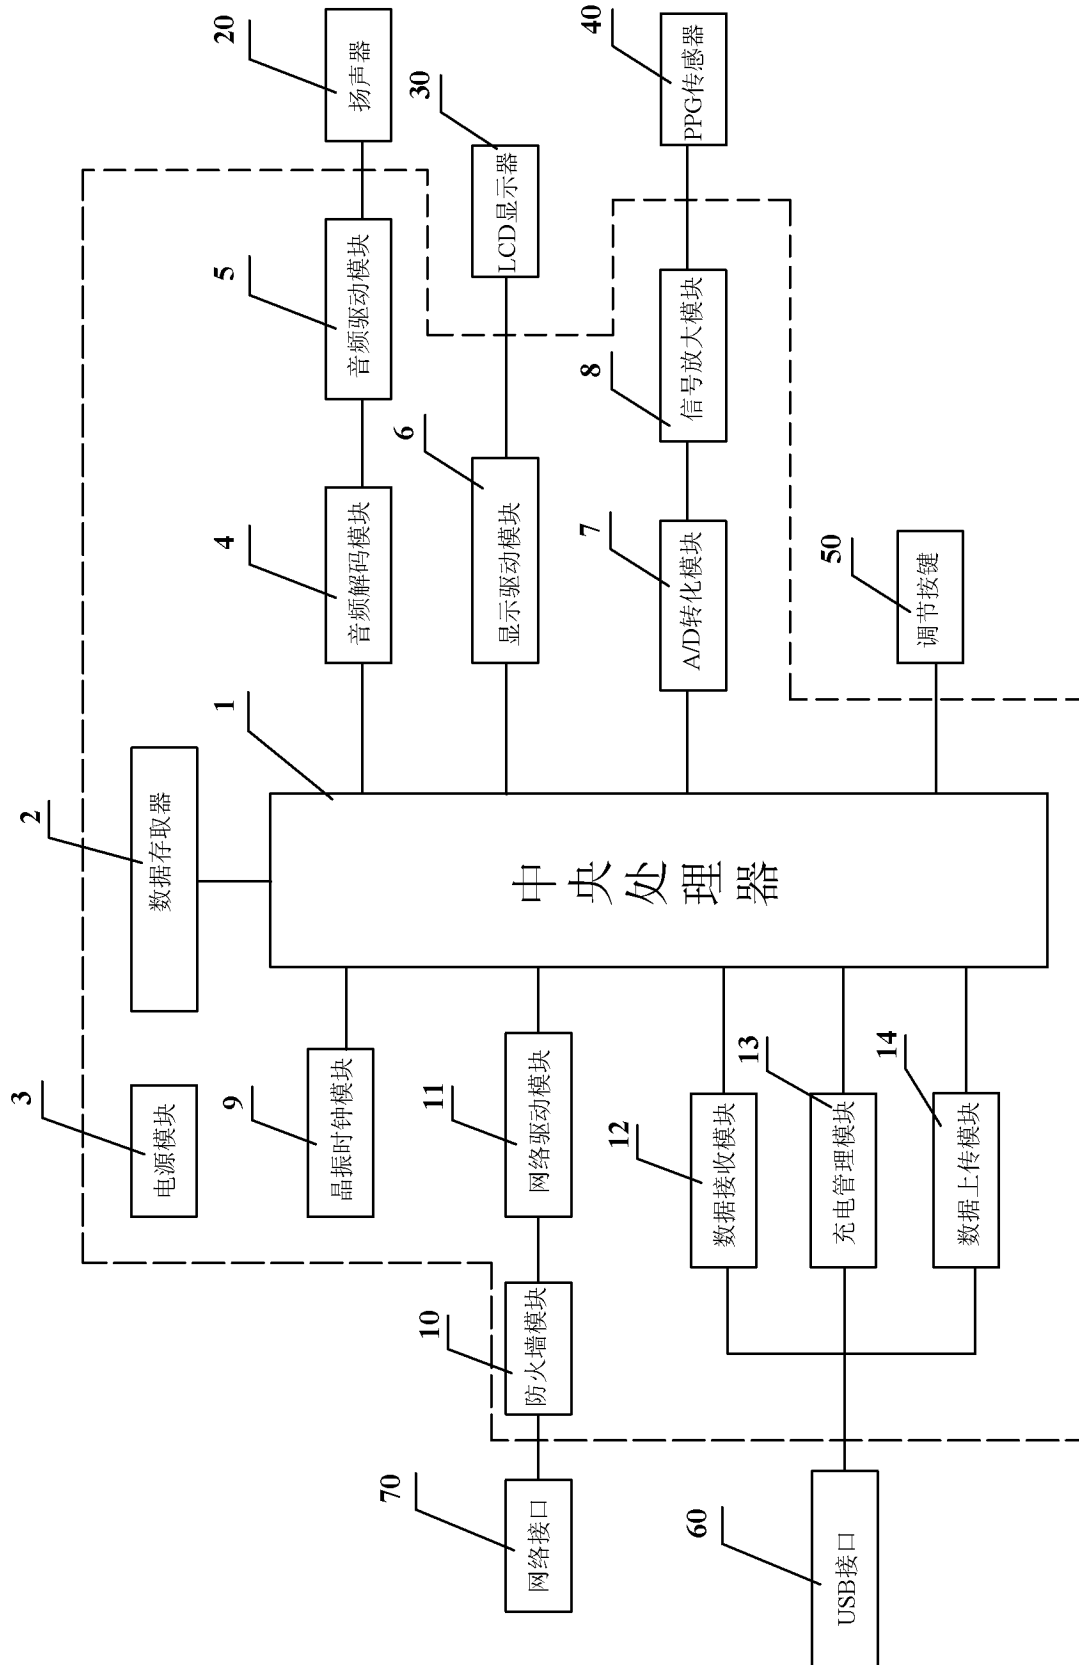 70
网络接口
60
USB接口
10
防火墙模块
3
电源模块
9
晶振时钟模块
11
网络驱动模块
12
数据接收模块
13
充电管理模块
14
数据上传模块
2
数据存取器
1
中央处理器
4
音频解码模块
5
音频驱动模块
20
扬声器
6
显示驱动模块
30
LCD显示器
7
A/D转化模块
8
信号放大模块
40
PPG传感器
50
调节按键